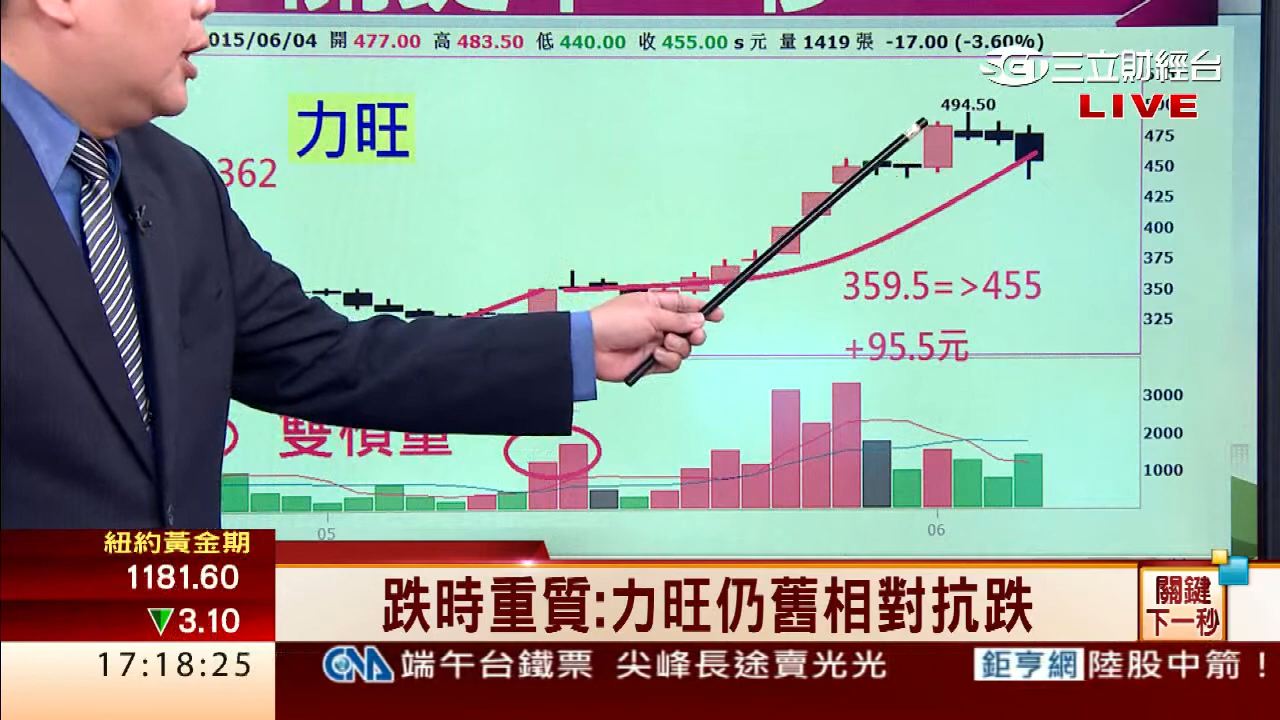 015/06/04 開 477.00 高 483.50 低 440.00 收 455.00 s 元 量 1419 張 -17.00 (-3.60%)
三立財經台
LIVE
力旺
362
494.50
475
450
425
400
375
350
325
359.5=>455
+95.5元
3000
2000
1000
雙價量
05
06
紐約黃金期
1181.60
▼3.10
17:18:25
跌時重質:力旺仍舊相對抗跌
關鍵
下一秒
CNA 端午台鐵票 尖峰長途賣光光
鉅亨網 陸股中箭！